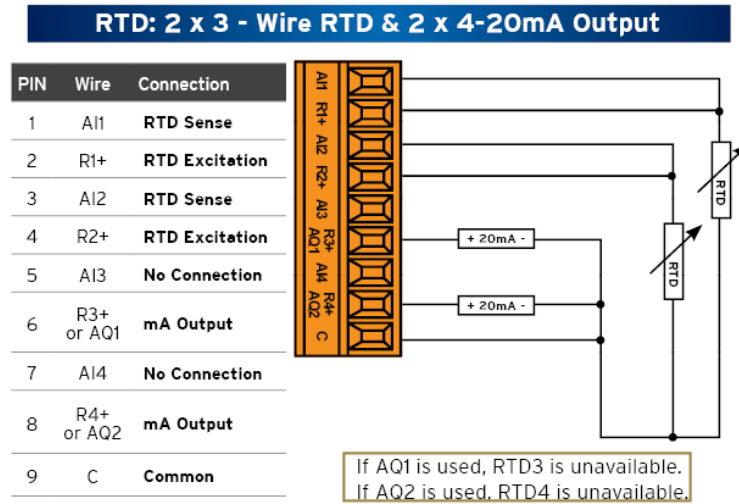 RTD: 2 x 3 - Wire RTD & 2 x 4-20mA Output
PIN Wire Connection
1 AI1 RTD Sense
2 R1+ RTD Excitation
3 AI2 RTD Sense
4 R2+ RTD Excitation
5 AI3 No Connection
6 R3+ or AQ1 mA Output
7 AI4 No Connection
8 R4+ or AQ2 mA Output
9 C Common
AI1
R1+
AI2
R2+
AI3
R3+
AQ1
AI4
R4+
AQ2
C
+ 20mA -
+ 20mA -
RTD
RTD
If AQ1 is used, RTD3 is unavailable.
If AQ2 is used, RTD4 is unavailable.